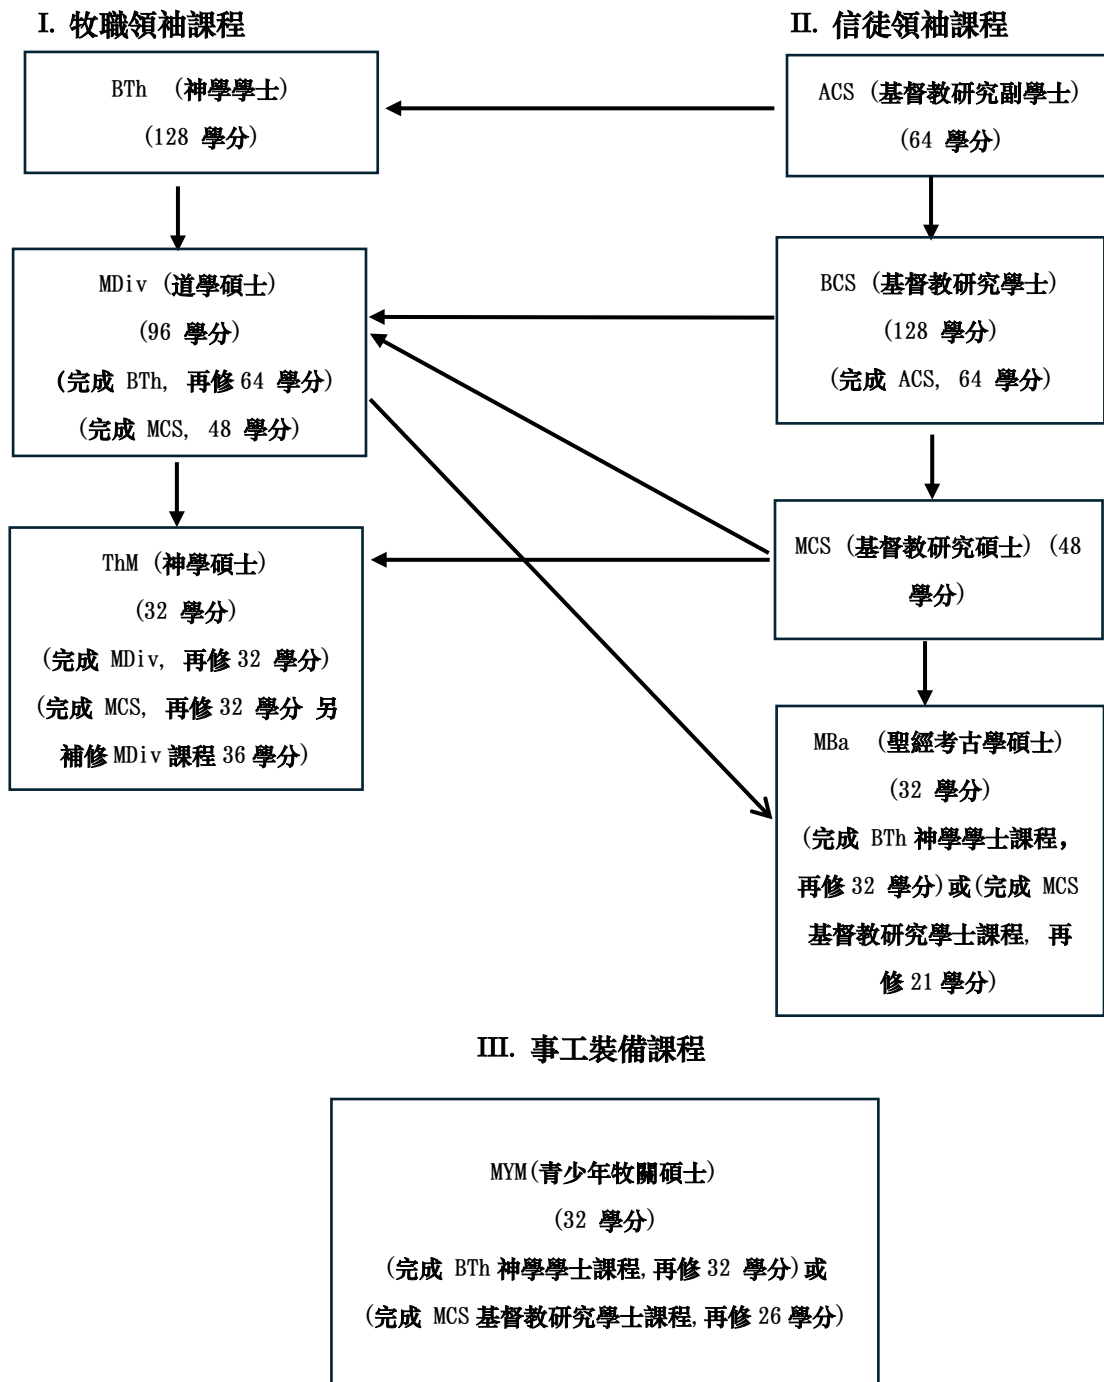 I. 牧職領袖課程
BTh (神學學士)
(128 學分)
MDiv (道學碩士)
(96 學分)
(完成 BTh, 再修 64 學分)
(完成 MCS, 48 學分)
ThM (神學碩士)
(32 學分)
(完成 MDiv, 再修 32 學分)
(完成 MCS, 再修 32 學分 另
補修 MDiv 課程 36 學分)
II. 信徒領袖課程
ACS (基督教研究副學士)
(64 學分)
BCS (基督教研究學士)
(128 學分)
(完成 ACS, 64 學分)
MCS (基督教研究碩士) (48
學分)
MBa (聖經考古學碩士)
(32 學分)
(完成 BTh 神學學士課程,
再修 32 學分)或(完成 MCS
基督教研究學士課程, 再
修 21 學分)
III. 事工裝備課程
MYM(青少年牧關碩士)
(32 學分)
(完成 BTh 神學學士課程,再修 32 學分)或
(完成 MCS 基督教研究學士課程,再修 26 學分)